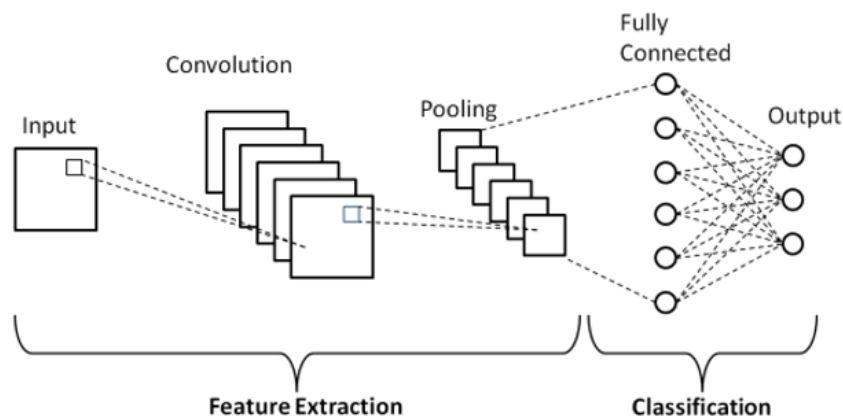 Input
Convolution
Pooling
Fully
Connected
Output
Feature Extraction
Classification